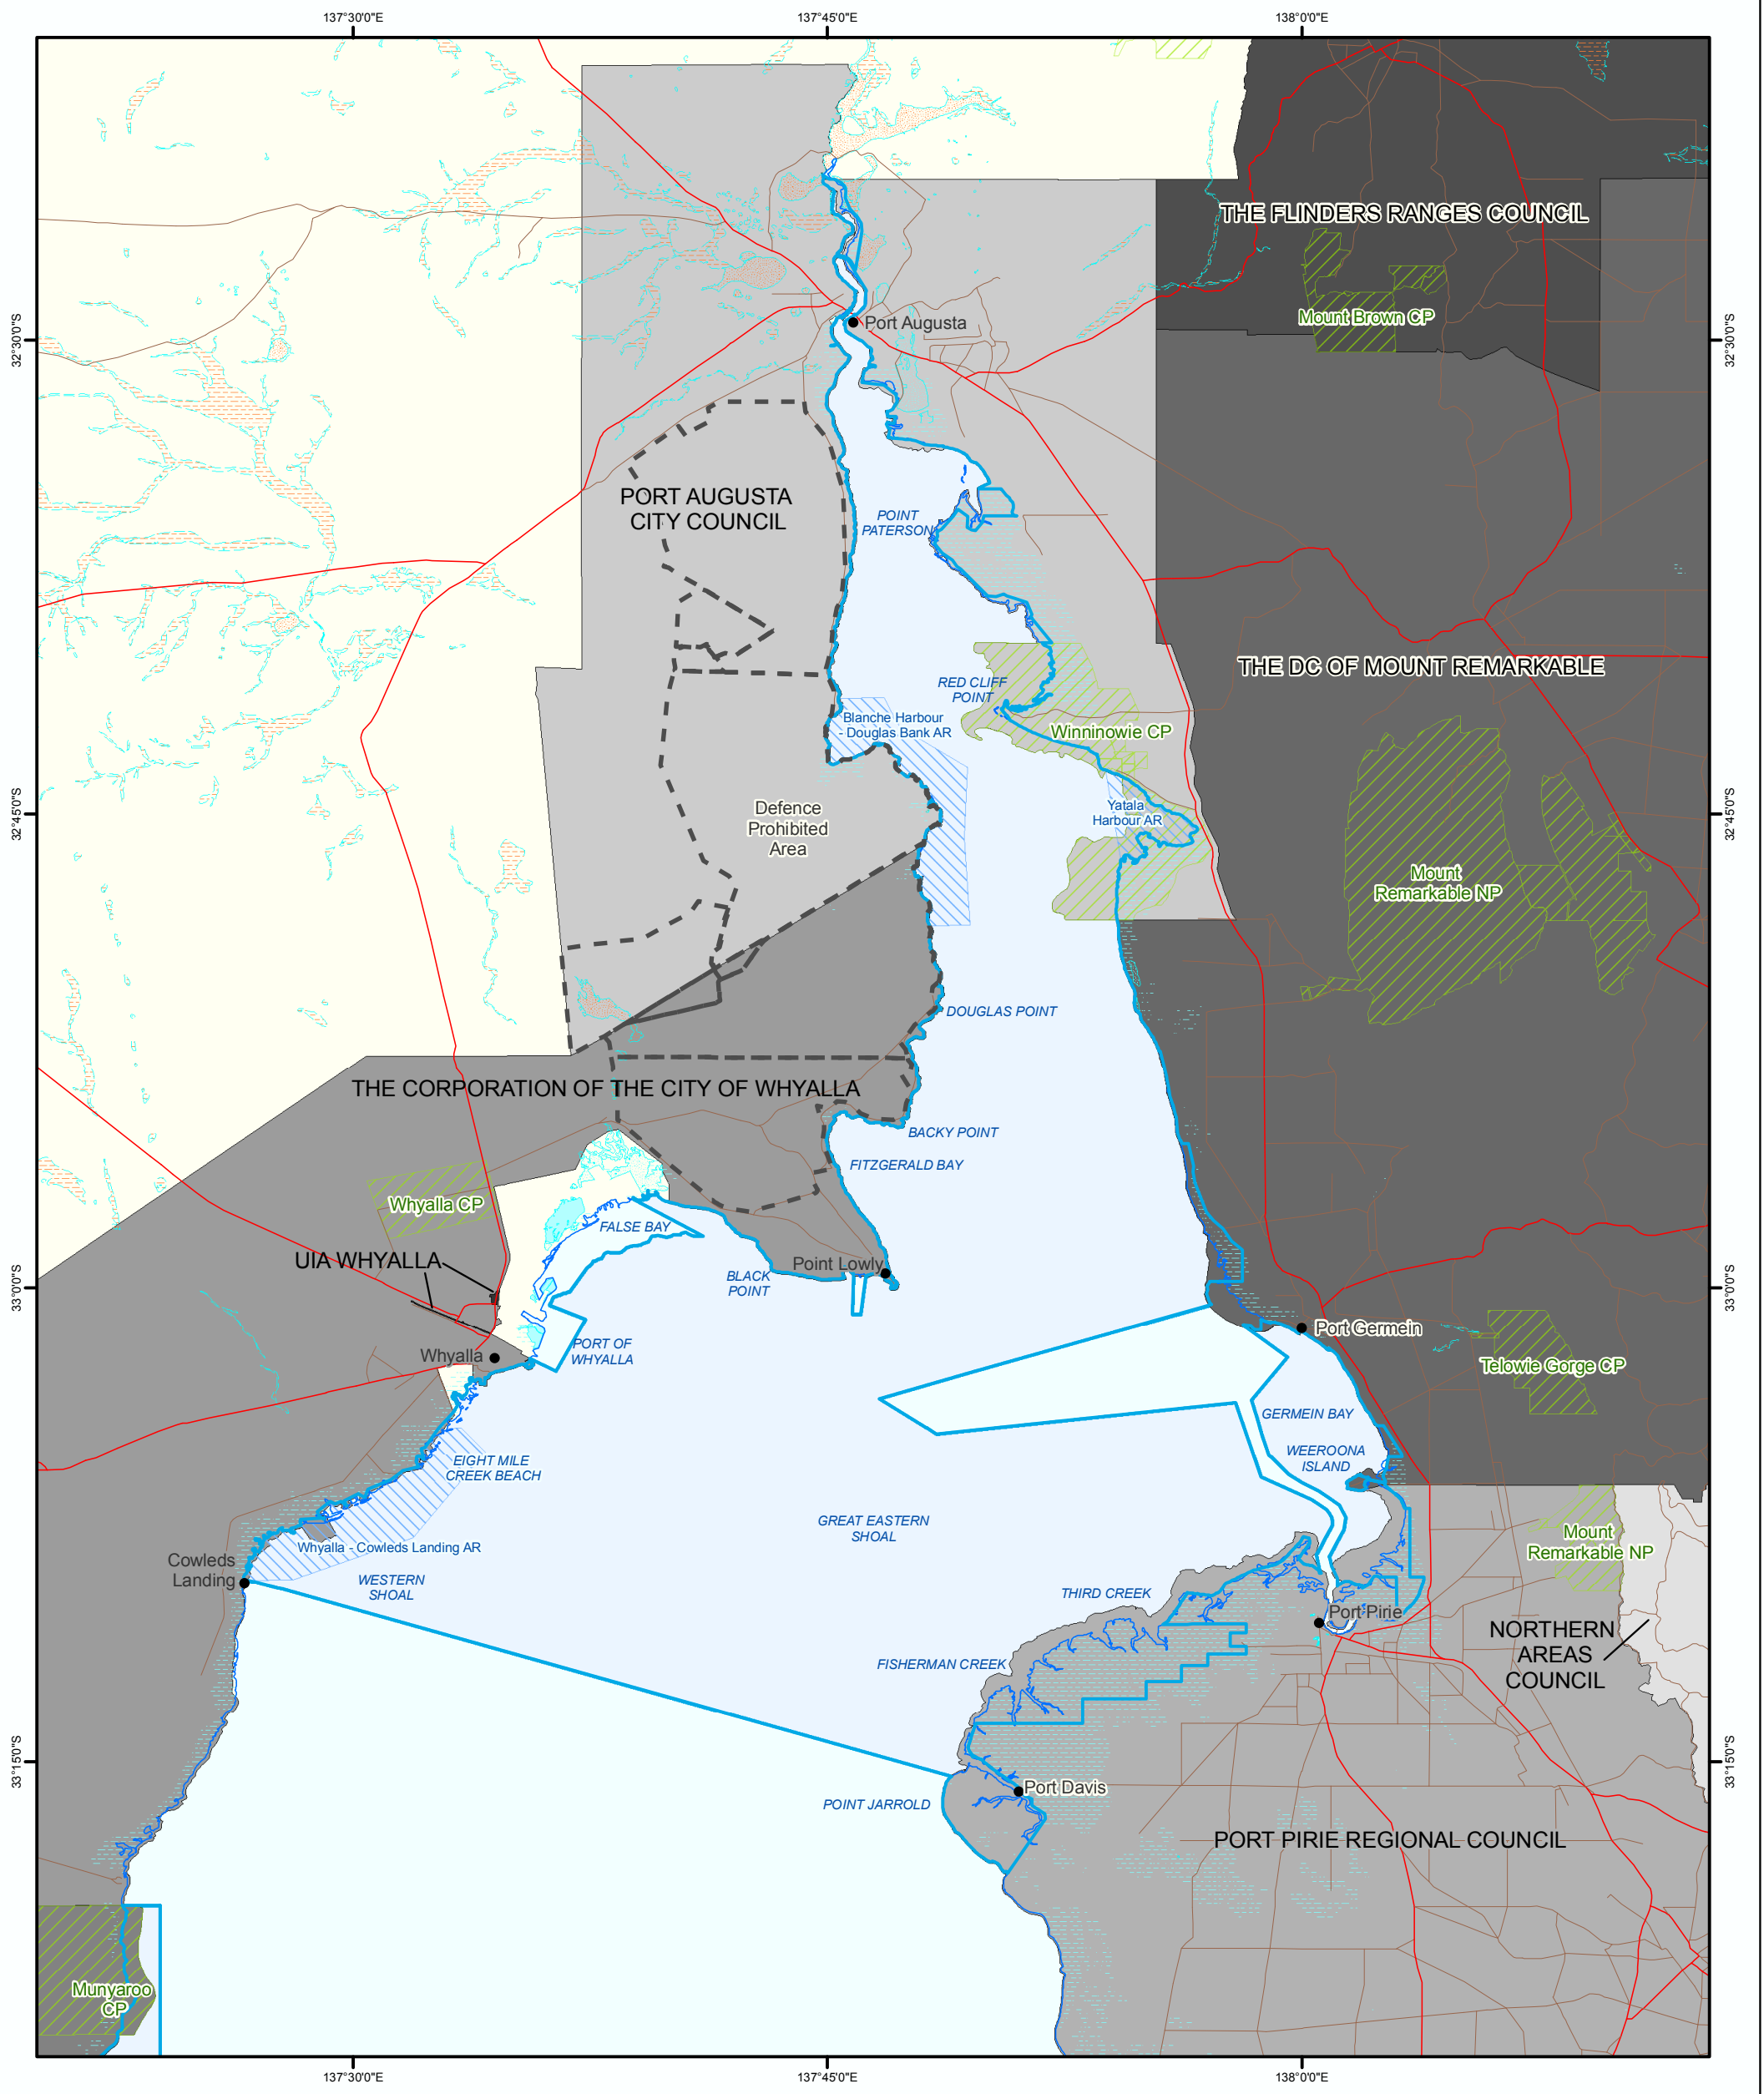 137°30'0"E
137°45'0"E
138°0'0"E
THE FLINDERS RANGES COUNCIL
Mount Brown CP
Port Augusta
32°30'0"S
32°30'0"S
PORT AUGUSTA
CITY COUNCIL
POINT
PATERSON
THE DC OF MOUNT REMARKABLE
RED CLIFF
POINT
Blanche Harbour
- Douglas Bank AR
Winninowie CP
Defence
Prohibited
Area
Yatala
Harbour AR
32°45'0"S
32°45'0"S
Mount
Remarkable NP
DOUGLAS POINT
THE CORPORATION OF THE CITY OF WHYALLA
BACKY POINT
FITZGERALD BAY
Whyalla CP
FALSE BAY
UIA WHYALLA
Point Lowly
BLACK
POINT
33°0'0"S
33°0'0"S
Port Germein
PORT OF
WHYALLA
Whyalla
Telowie Gorge CP
GERMEIN BAY
WEEROONA
ISLAND
EIGHT MILE
CREEK BEACH
GREAT EASTERN
SHOAL
Whyalla - Cowleds Landing AR
Mount
Remarkable NP
Cowleds
Landing
WESTERN
SHOAL
THIRD CREEK
Port Pirie
NORTHERN
AREAS
COUNCIL
FISHERMAN CREEK
33°15'0"S
33°15'0"S
Port Davis
POINT JARROLD
PORT PIRIE REGIONAL COUNCIL
Munyaroo
CP
137°30'0"E
137°45'0"E
138°0'0"E